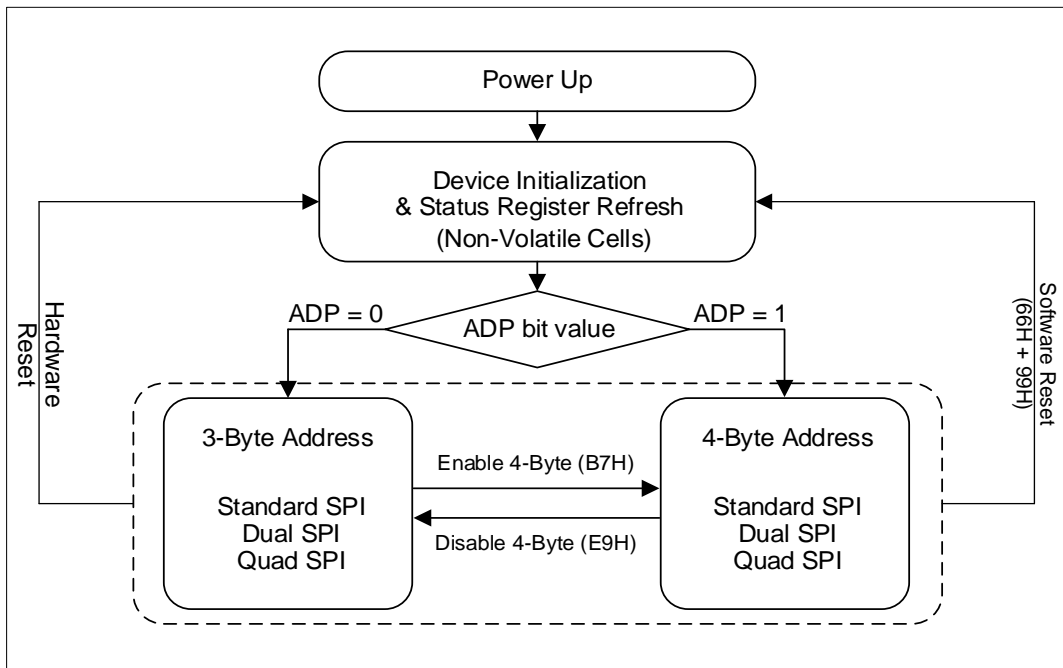 Power Up
Device Initialization
& Status Register Refresh
(Non-Volatile Cells)
ADP = 0
ADP bit value
ADP = 1
Hardware
Reset
Software Reset
(66H + 99H)
3-Byte Address
Standard SPI
Dual SPI
Quad SPI
Enable 4-Byte (B7H)
Disable 4-Byte (E9H)
4-Byte Address
Standard SPI
Dual SPI
Quad SPI